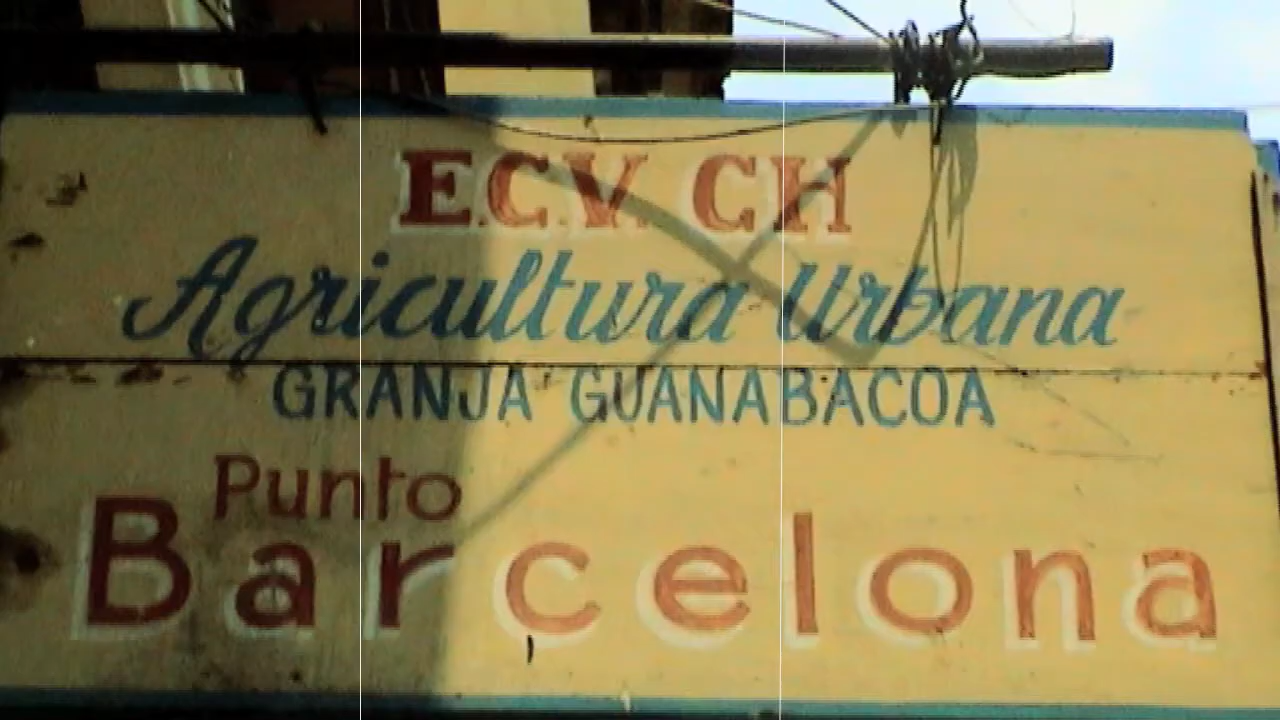 E.C.V. CH
Agricultura Urbana
GRANJA GUANABACOA
Punto
Barcelona